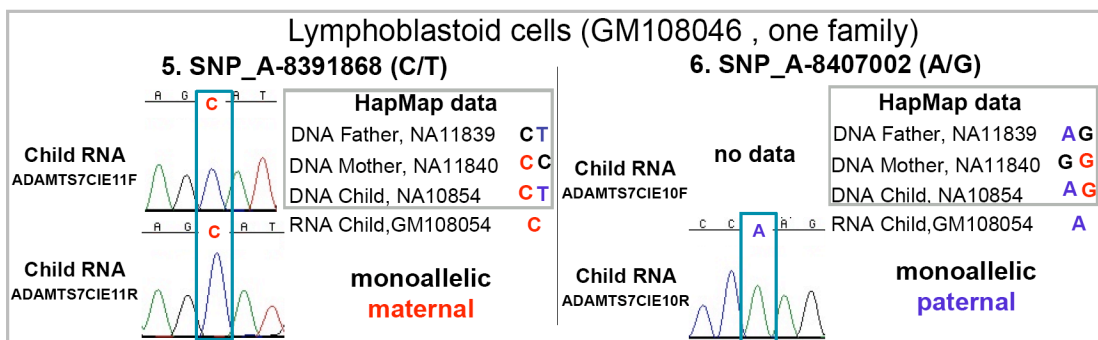 Lymphoblastoid cells (GM108046 , one family)
5. SNP_A-8391868 (C/T)
A G C A T
Child RNA
ADAMTS7CIE11F
HapMap data
DNA Father, NA11839 C T
DNA Mother, NA11840 C C
DNA Child, NA10854 C T
RNA Child,GM108054 C
A G C A T
Child RNA
ADAMTS7CIE11R
monoallelic
maternal
6. SNP_A-8407002 (A/G)
Child RNA
ADAMTS7CIE10F
no data
HapMap data
DNA Father, NA11839 A G
DNA Mother, NA11840 G G
DNA Child, NA10854 A G
RNA Child,GM108054 A
C C A A G
Child RNA
ADAMTS7CIE10R
monoallelic
paternal